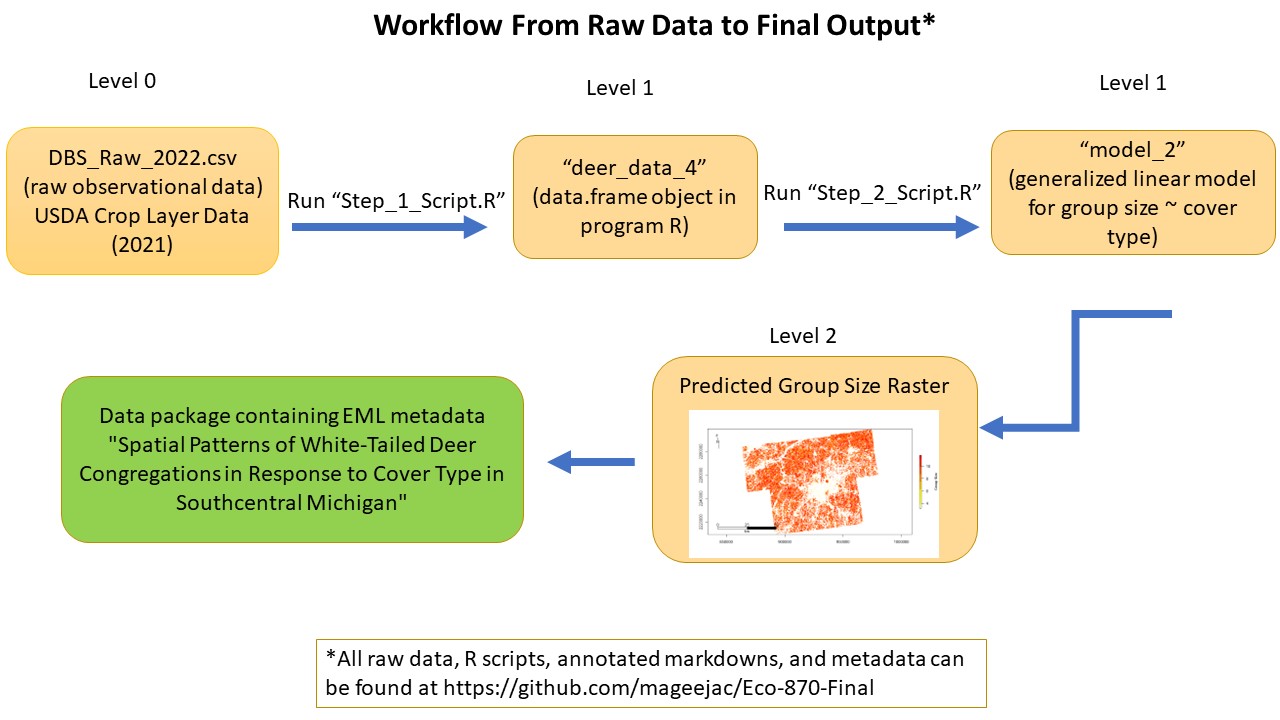 Workflow From Raw Data to Final Output*
Level 0
DBS_Raw_2022.csv
(raw observational data)
USDA Crop Layer Data
(2021)
Run “Step_1_Script.R”
Level 1
“deer_data_4”
(data.frame object in
program R)
Run “Step_2_Script.R”
Level 1
“model_2”
(generalized linear model
for group size ~ cover
type)
Level 2
Predicted Group Size Raster
Data package containing EML metadata
"Spatial Patterns of White-Tailed Deer
Congregations in Response to Cover Type in
Southcentral Michigan"
*All raw data, R scripts, annotated markdowns, and metadata can
be found at https://github.com/mageejac/Eco-870-Final